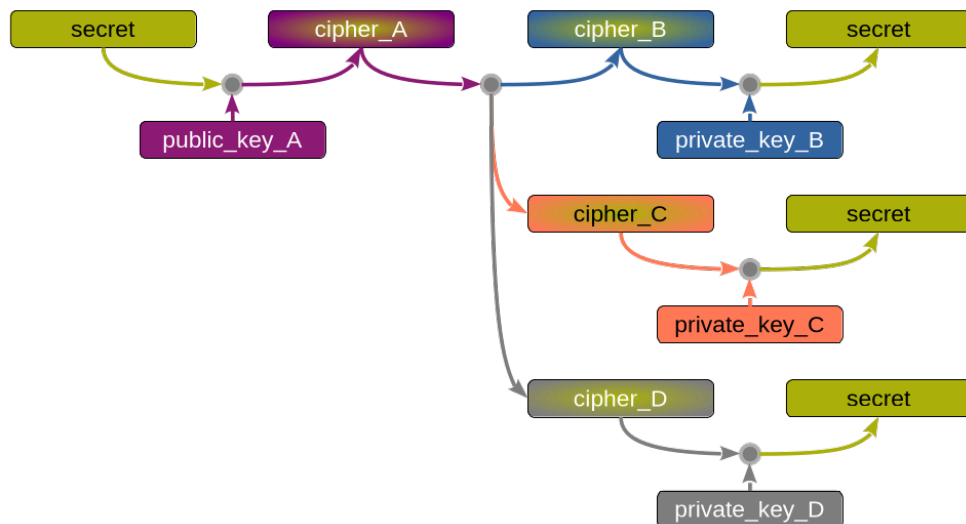 secret
cipher_A
cipher_B
secret
public_key_A
private_key_B
cipher_C
secret
private_key_C
cipher_D
secret
private_key_D